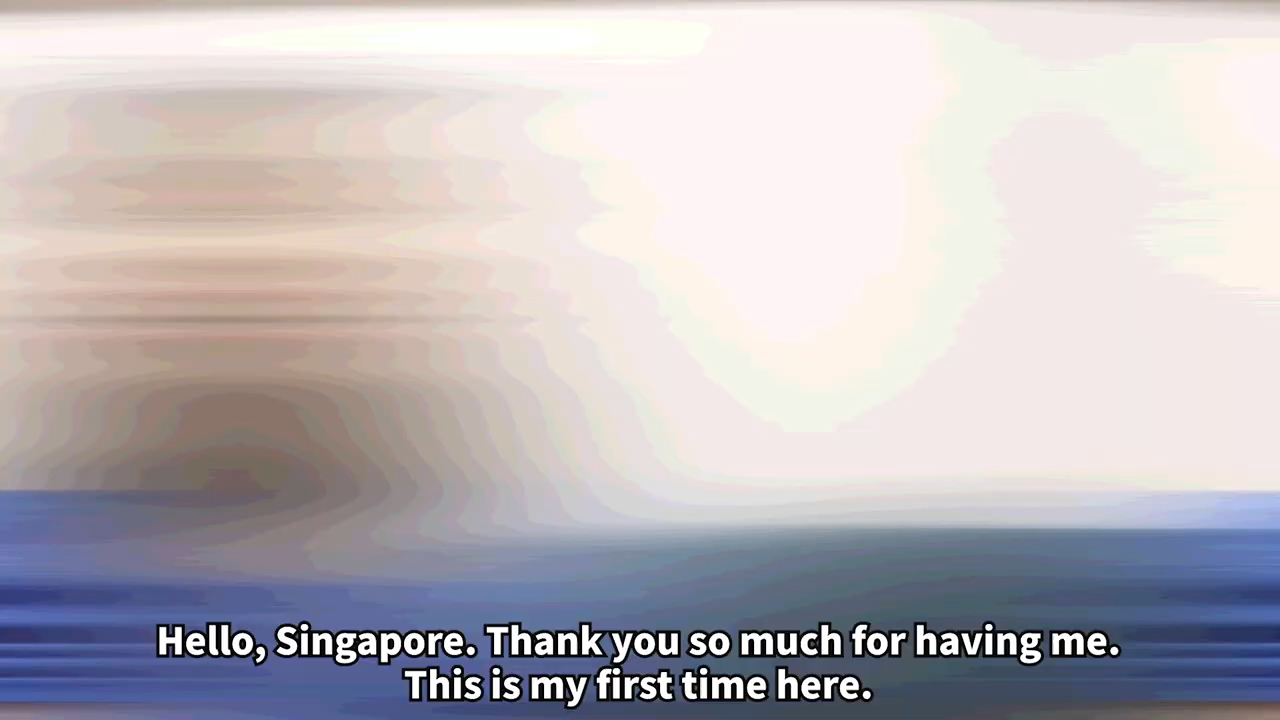 Hello, Singapore. Thank you so much for having me.
This is my first time here.